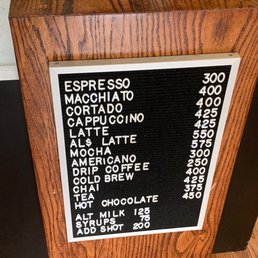 ESPRESSO 300
MACCHIATO 400
CORTADO 400
CAPPUCCINO 425
LATTE 425
AL$ LATTE 550
MOCHA 575
AMERICANO 300
DRIP COFFEE 250
COLD BREW 400
CHAI 425
TEA 375
HOT CHOCOLATE 450
ALT MILK 125
SYRUPS 75
ADD SHOT 200